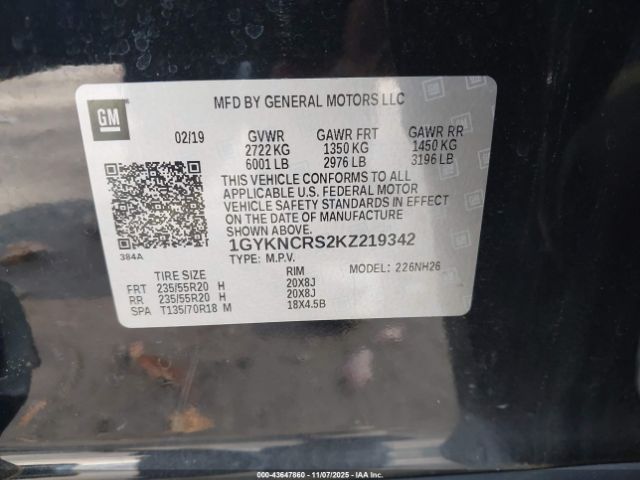 GM
MFD BY GENERAL MOTORS LLC
02/19 GVWR GAWR FRT GAWR RR
2722 KG 1350 KG 1450 KG
6001 LB 2976 LB 3196 LB
THIS VEHICLE CONFORMS TO ALL
APPLICABLE U.S. FEDERAL MOTOR
VEHICLE SAFETY STANDARDS IN EFFECT
ON THE DATE OF MANUFACTURE
SHOWN ABOVE.
384A
1GYKNCRS2KZ219342
TYPE: M.P.V.
TIRE SIZE RIM MODEL: 226NH26
FRT 235/55R20 H 20X8J
RR 235/55R20 H 20X8J
SPA T135/70R18 M 18X4.5B
© - 43647860 - 11/07/2025 - IAA Inc.